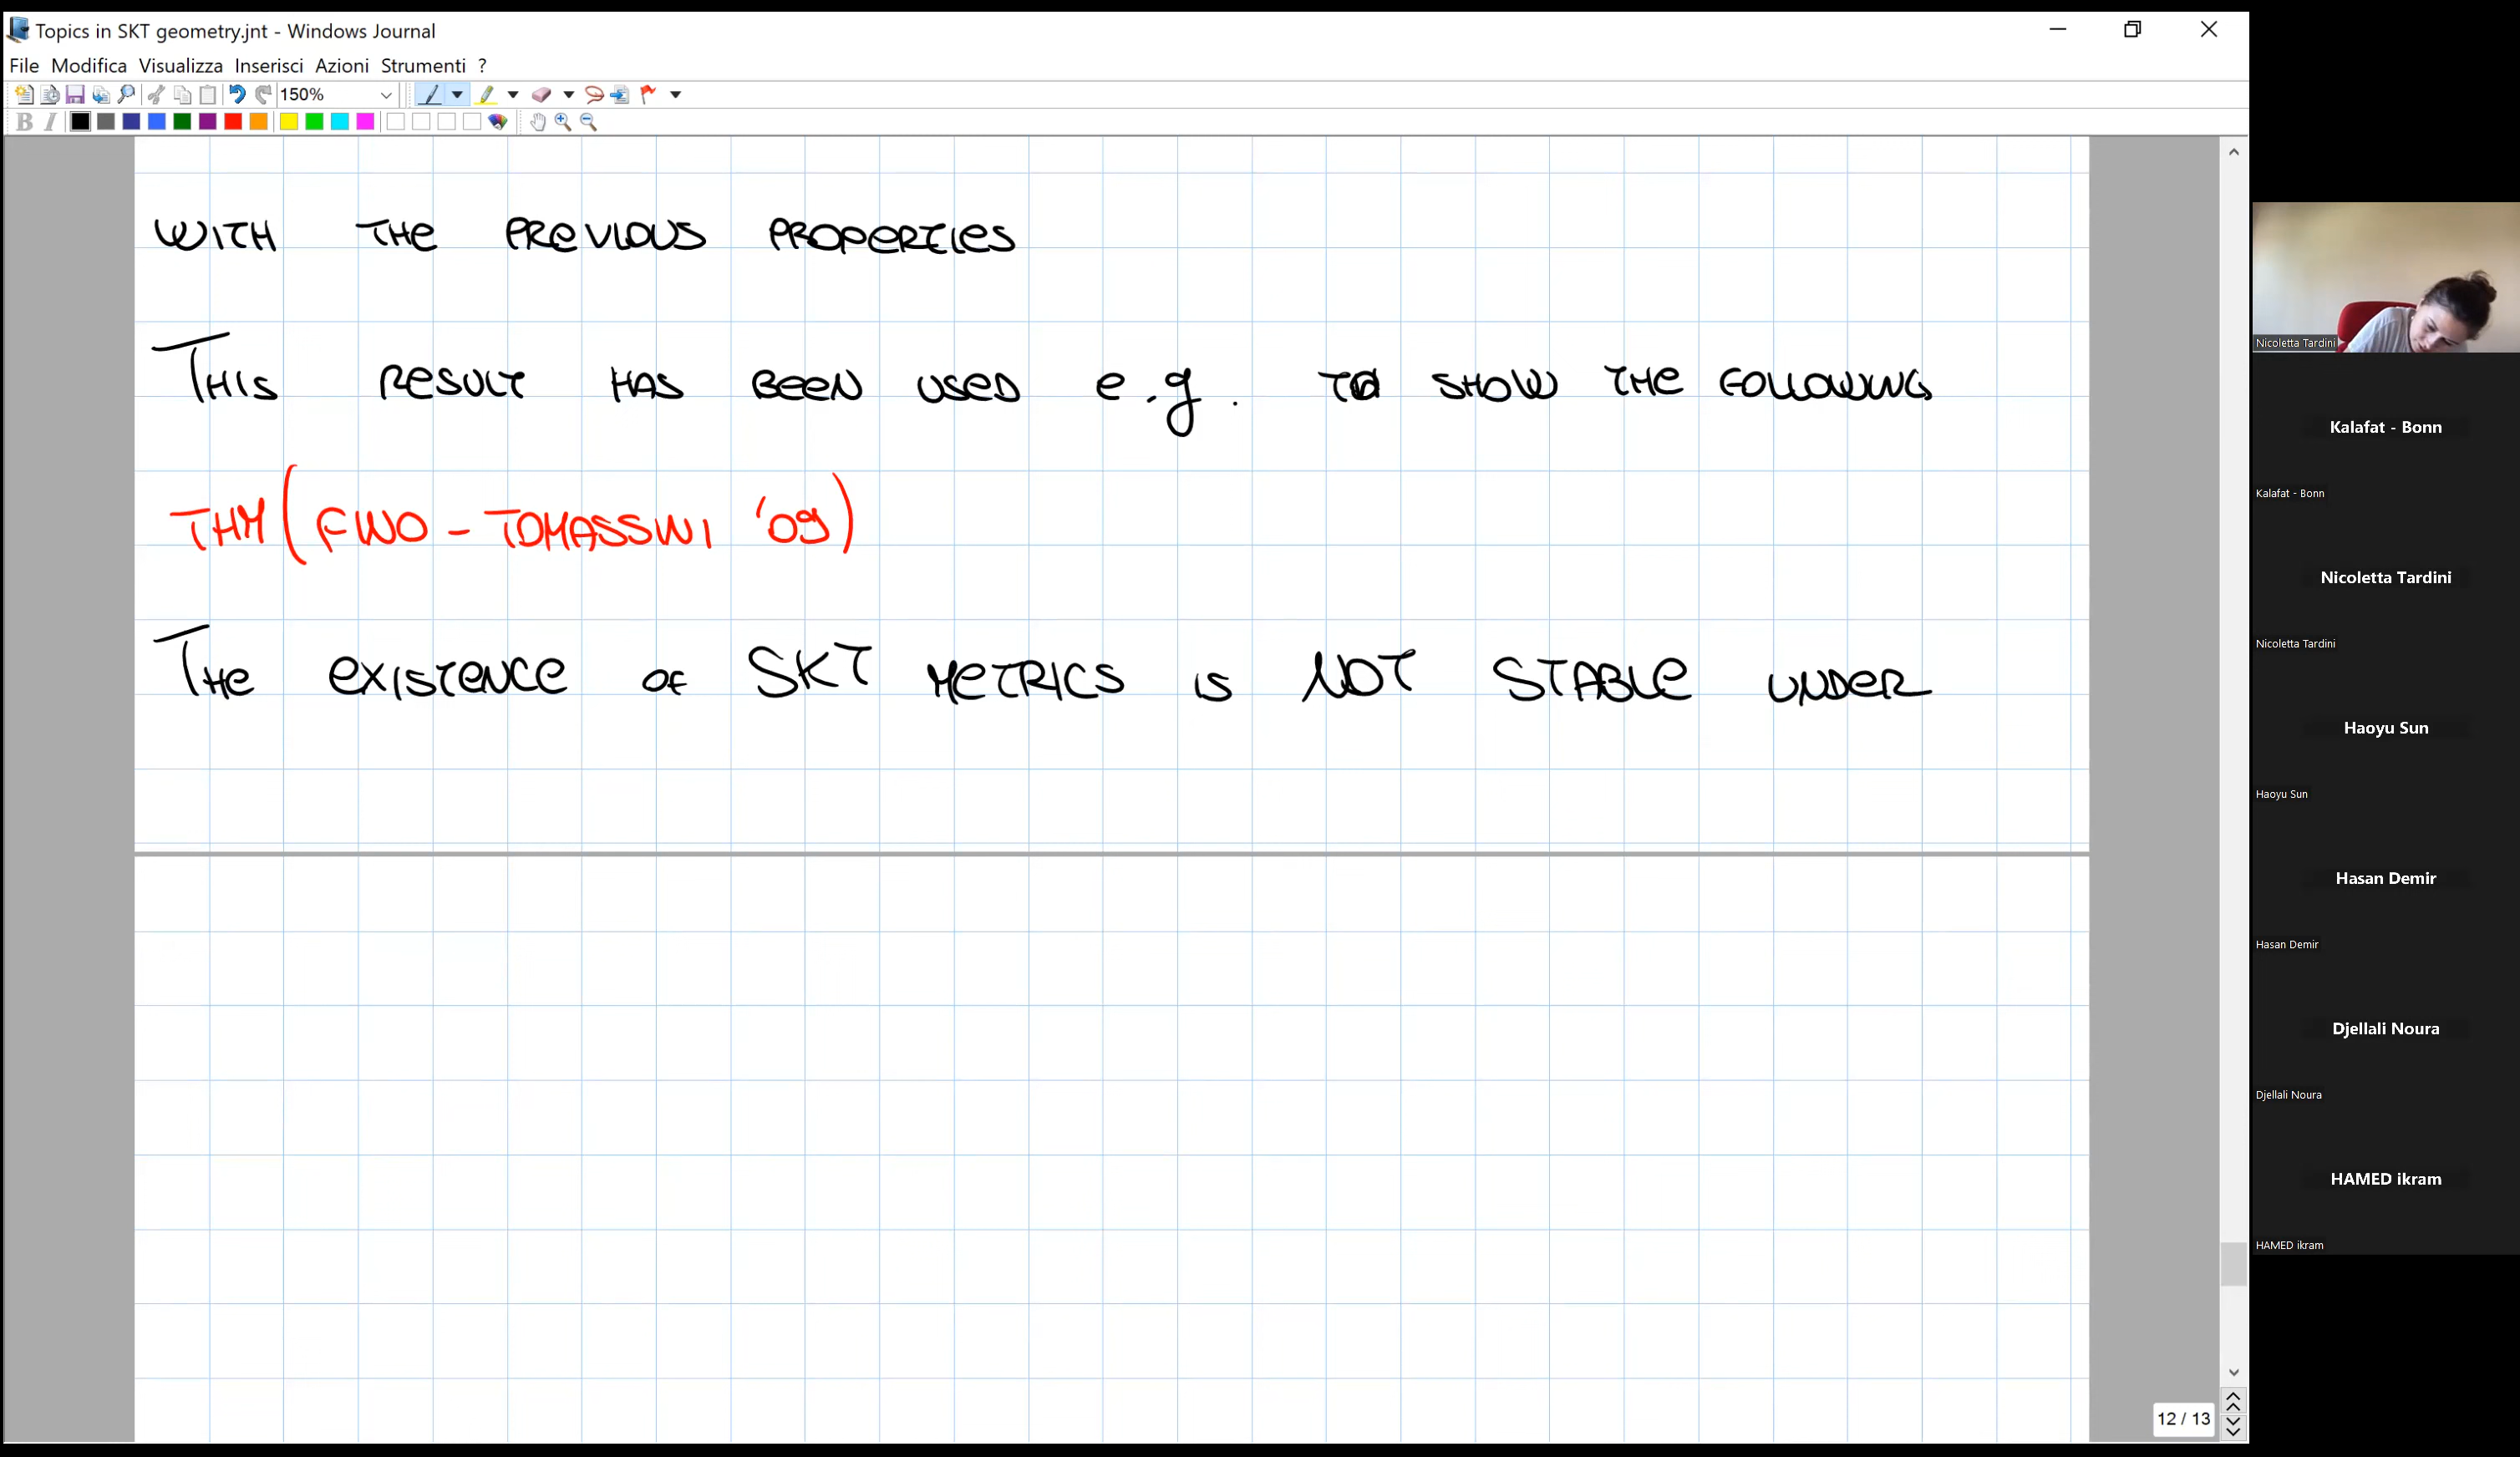 Topics in SKT geometry.jnt - Windows Journal
File Modifica Visualizza Inserisci Azioni Strumenti ?
150%
B I
WITH THE PREVIOUS PROPERTIES
THIS RESULT HAS BEEN USED e.g. TO SHOW THE FOLLOWING
THM (FINO - TOMASSINI '09)
THE EXISTENCE OF SKT METRICS IS NOT STABLE UNDER
12 / 13
Nicoletta Tardini
Kalafat - Bonn
Kalafat - Bonn
Nicoletta Tardini
Nicoletta Tardini
Haoyu Sun
Haoyu Sun
Hasan Demir
Hasan Demir
Djellali Noura
Djellali Noura
HAMED ikram
HAMED ikram